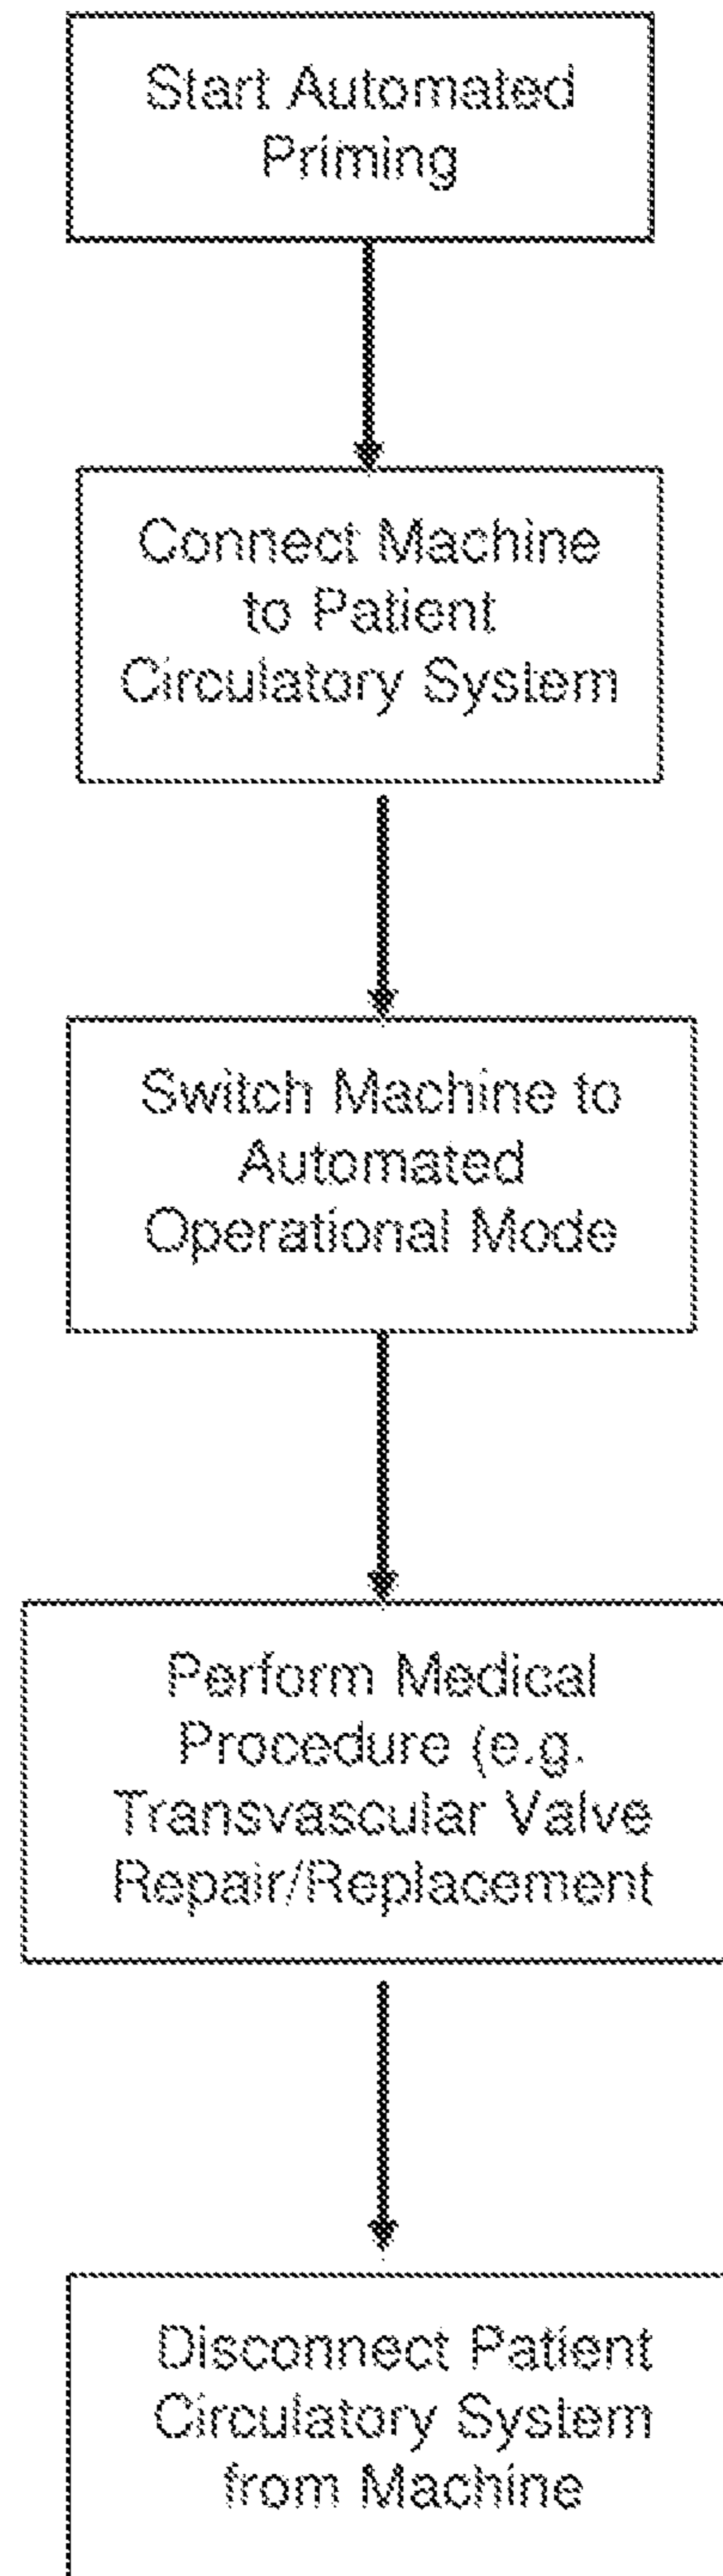 Start Automated
Priming
Connect Machine
to Patient
Circulatory System
Switch Machine to
Automated
Operational Mode
Perform Medical
Procedure (e.g.
Transvascular Valve
Repair/Replacement
Disconnect Patient
Circulatory System
from Machine